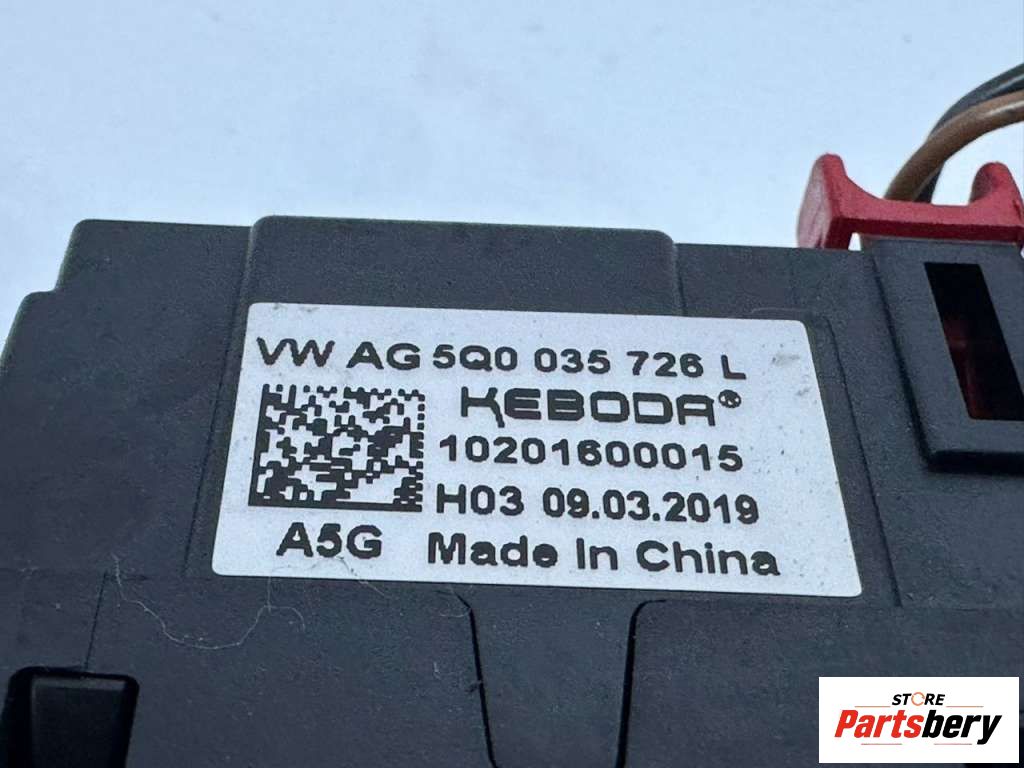 VW AG 5Q0 035 726 L
KEBODA®
10201600015
H03 09.03.2019
A5G Made In China
STORE
Partsbery